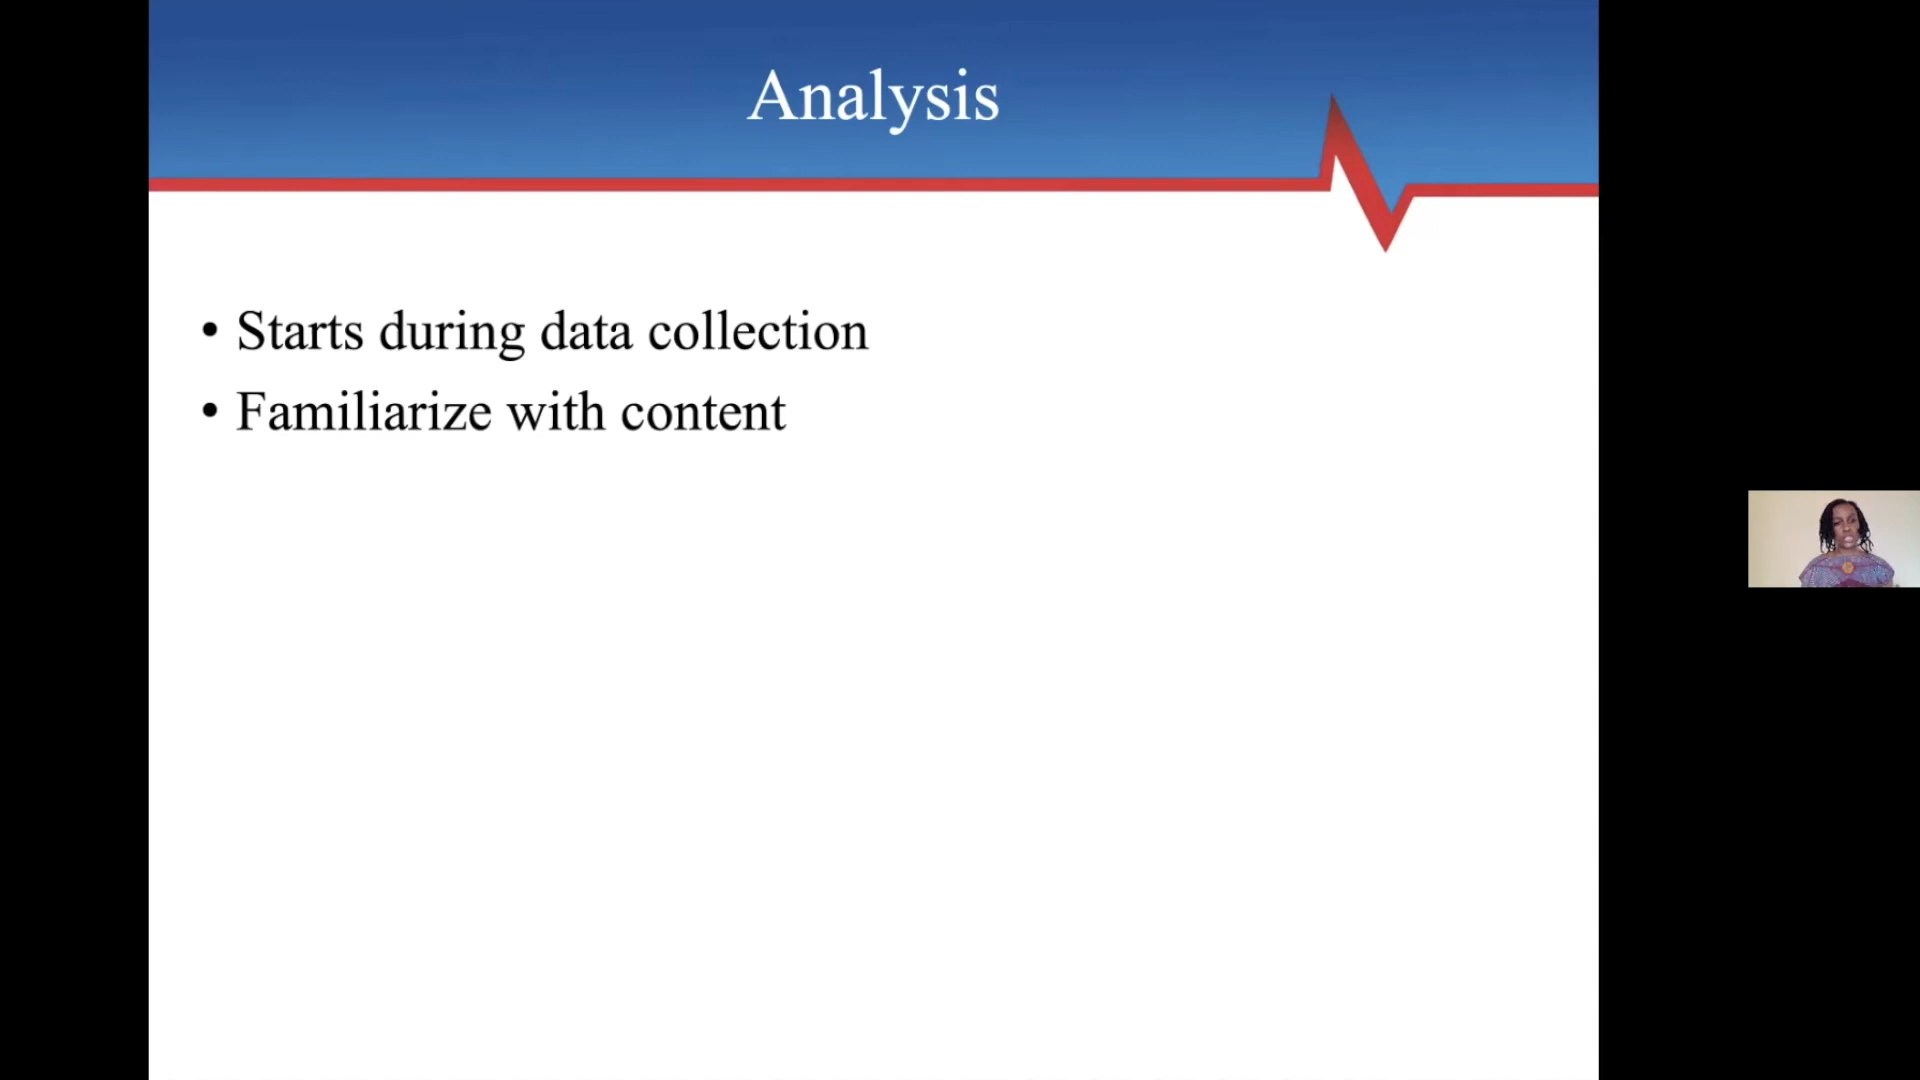 Analysis
• Starts during data collection
• Familiarize with content